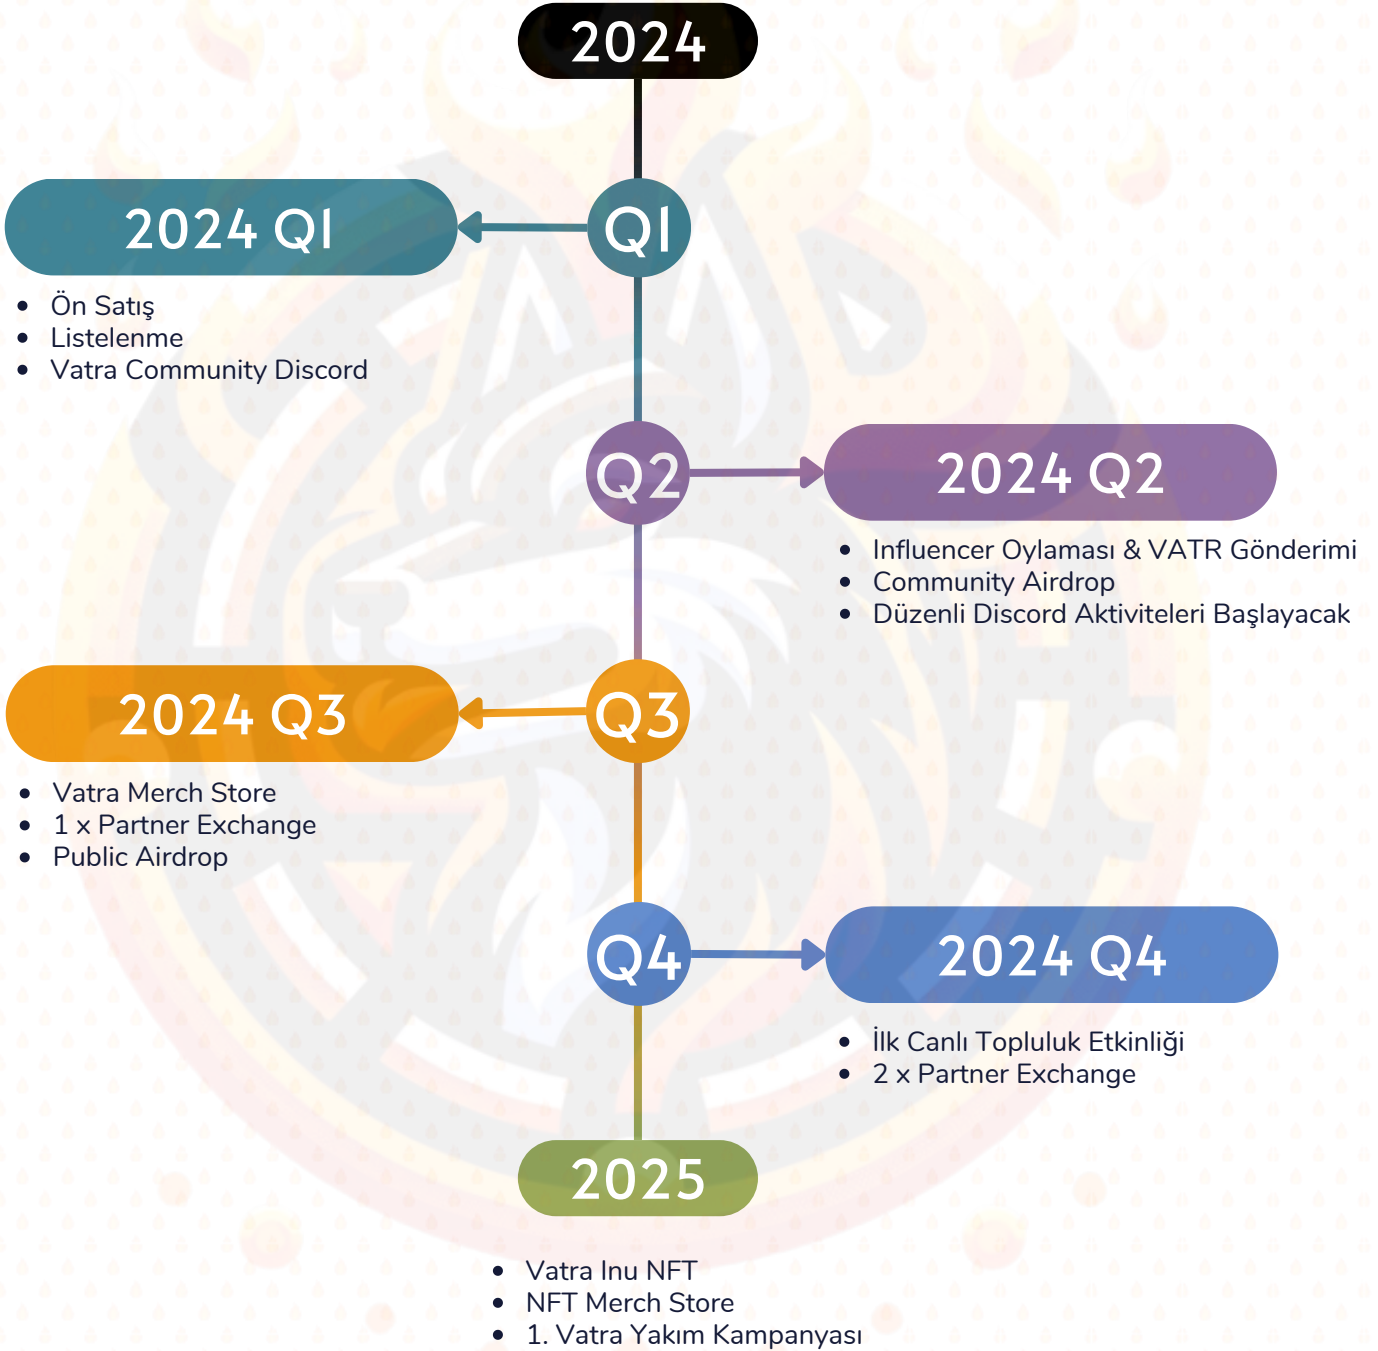 2024
Q1
2024 Q1
Ön Satış
Listelenme
Vatra Community Discord
Q2
2024 Q2
Influencer Oylaması & VATR Gönderimi
Community Airdrop
Düzenli Discord Aktiviteleri Başlayacak
Q3
2024 Q3
Vatra Merch Store
1 x Partner Exchange
Public Airdrop
Q4
2024 Q4
İlk Canlı Topluluk Etkinliği
2 x Partner Exchange
2025
Vatra Inu NFT
NFT Merch Store
1. Vatra Yakım Kampanyası